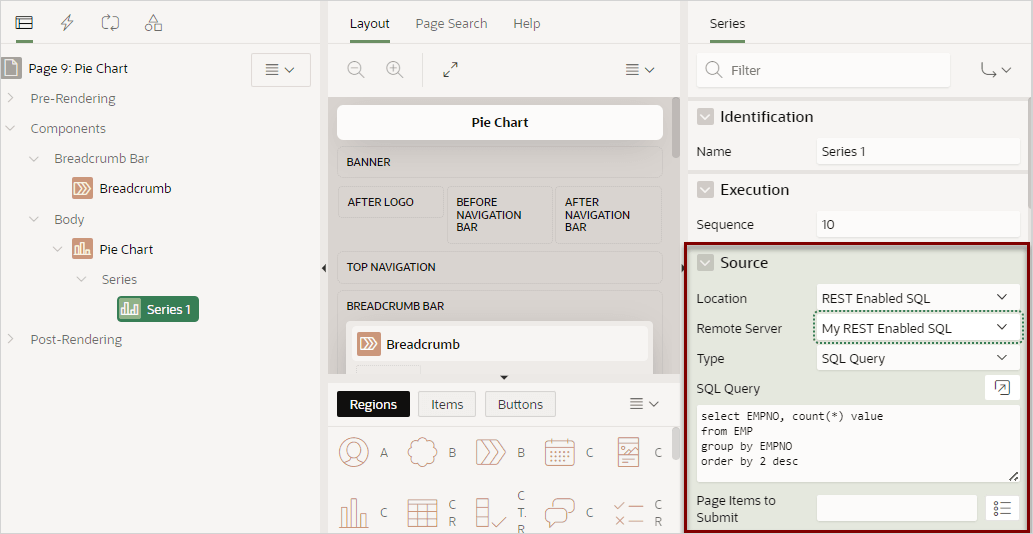 Page 9: Pie Chart
Pre-Rendering
Components
Breadcrumb Bar
Breadcrumb
Body
Pie Chart
Series
Series 1
Post-Rendering
Layout
Page Search
Help
Pie Chart
BANNER
AFTER LOGO
BEFORE
NAVIGATION
BAR
AFTER
NAVIGATION
BAR
TOP NAVIGATION
BREADCRUMB BAR
Breadcrumb
Regions
Items
Buttons
A
B
B
C
C
C
C
R
C
T.
R
C
C
R
Series
Filter
Identification
Name
Series 1
Execution
Sequence
10
Source
Location
REST Enabled SQL
Remote Server
My REST Enabled SQL
Type
SQL Query
SQL Query
select EMPNO, count(*) value
from EMP
group by EMPNO
order by 2 desc
Page Items to
Submit